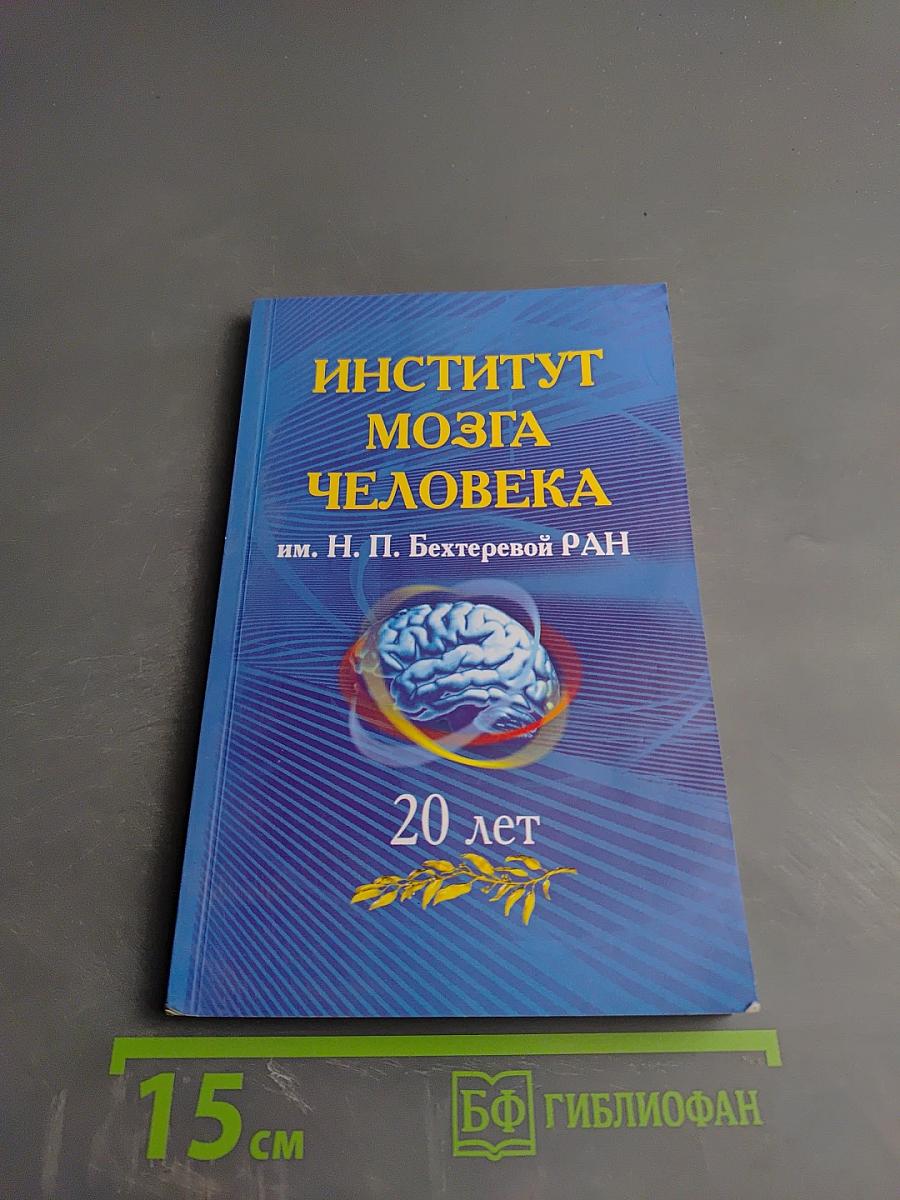 ИНСТИТУТ
МОЗГА
ЧЕЛОВЕКА
им. Н. П. Бехтеревой РАН
20 лет
15 см
БФ ГИБЛИОФАН